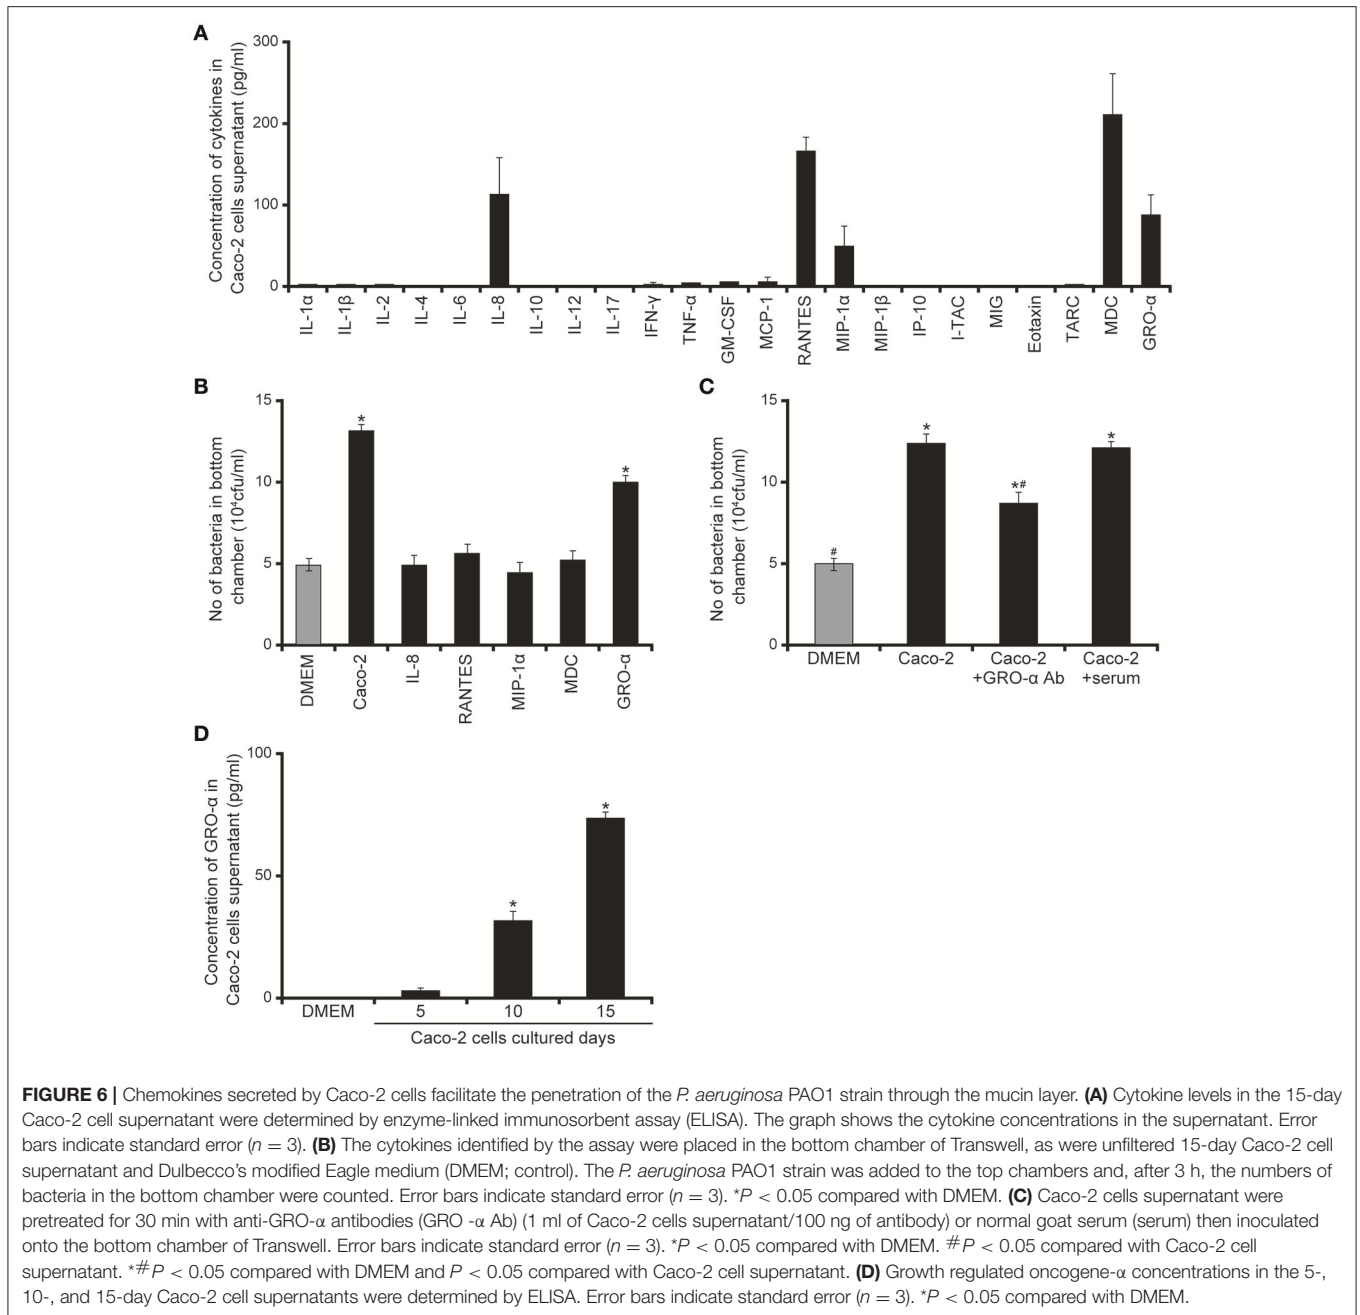 A
Concentration of cytokines in
Caco-2 cells supernatant (pg/ml)
300
200
100
0
IL-1α
IL-1β
IL-2
IL-4
IL-6
IL-8
IL-10
IL-12
IL-17
IFN-γ
TNF-α
GM-CSF
MCP-1
RANTES
MIP-1α
MIP-1β
IP-10
I-TAC
MIG
Eotaxin
TARC
MDC
GRO-α
B
No of bacteria in bottom
chamber (10⁴cfu/ml)
15
10
5
0
*
*
DMEM
Caco-2
IL-8
RANTES
MIP-1α
MDC
GRO-α
C
No of bacteria in bottom
chamber (10⁴cfu/ml)
15
10
5
0
#
*
*#
*
DMEM
Caco-2
Caco-2
+GRO-α Ab
Caco-2
+serum
D
Concentration of GRO-α in
Caco-2 cells supernatant (pg/ml)
100
50
0
*
*
DMEM
5
10
15
Caco-2 cells cultured days
FIGURE 6 | Chemokines secreted by Caco-2 cells facilitate the penetration of the P. aeruginosa PAO1 strain through the mucin layer. (A) Cytokine levels in the 15-day
Caco-2 cell supernatant were determined by enzyme-linked immunosorbent assay (ELISA). The graph shows the cytokine concentrations in the supernatant. Error
bars indicate standard error (n = 3). (B) The cytokines identified by the assay were placed in the bottom chamber of Transwell, as were unfiltered 15-day Caco-2 cell
supernatant and Dulbecco's modified Eagle medium (DMEM; control). The P. aeruginosa PAO1 strain was added to the top chambers and, after 3 h, the numbers of
bacteria in the bottom chamber were counted. Error bars indicate standard error (n = 3). *P < 0.05 compared with DMEM. (C) Caco-2 cells supernatant were
pretreated for 30 min with anti-GRO-α antibodies (GRO -α Ab) (1 ml of Caco-2 cells supernatant/100 ng of antibody) or normal goat serum (serum) then inoculated
onto the bottom chamber of Transwell. Error bars indicate standard error (n = 3). *P < 0.05 compared with DMEM. #P < 0.05 compared with Caco-2 cell
supernatant. *#P < 0.05 compared with DMEM and P < 0.05 compared with Caco-2 cell supernatant. (D) Growth regulated oncogene-α concentrations in the 5-,
10-, and 15-day Caco-2 cell supernatants were determined by ELISA. Error bars indicate standard error (n = 3). *P < 0.05 compared with DMEM.